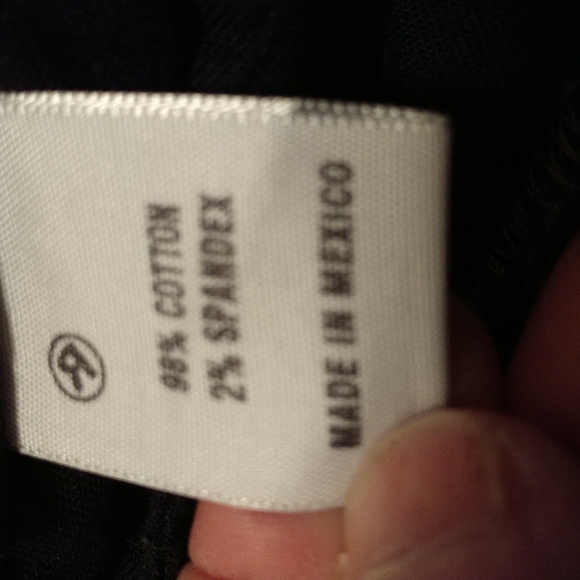 ®
98% COTTON
2% SPANDEX
MADE IN MEXICO